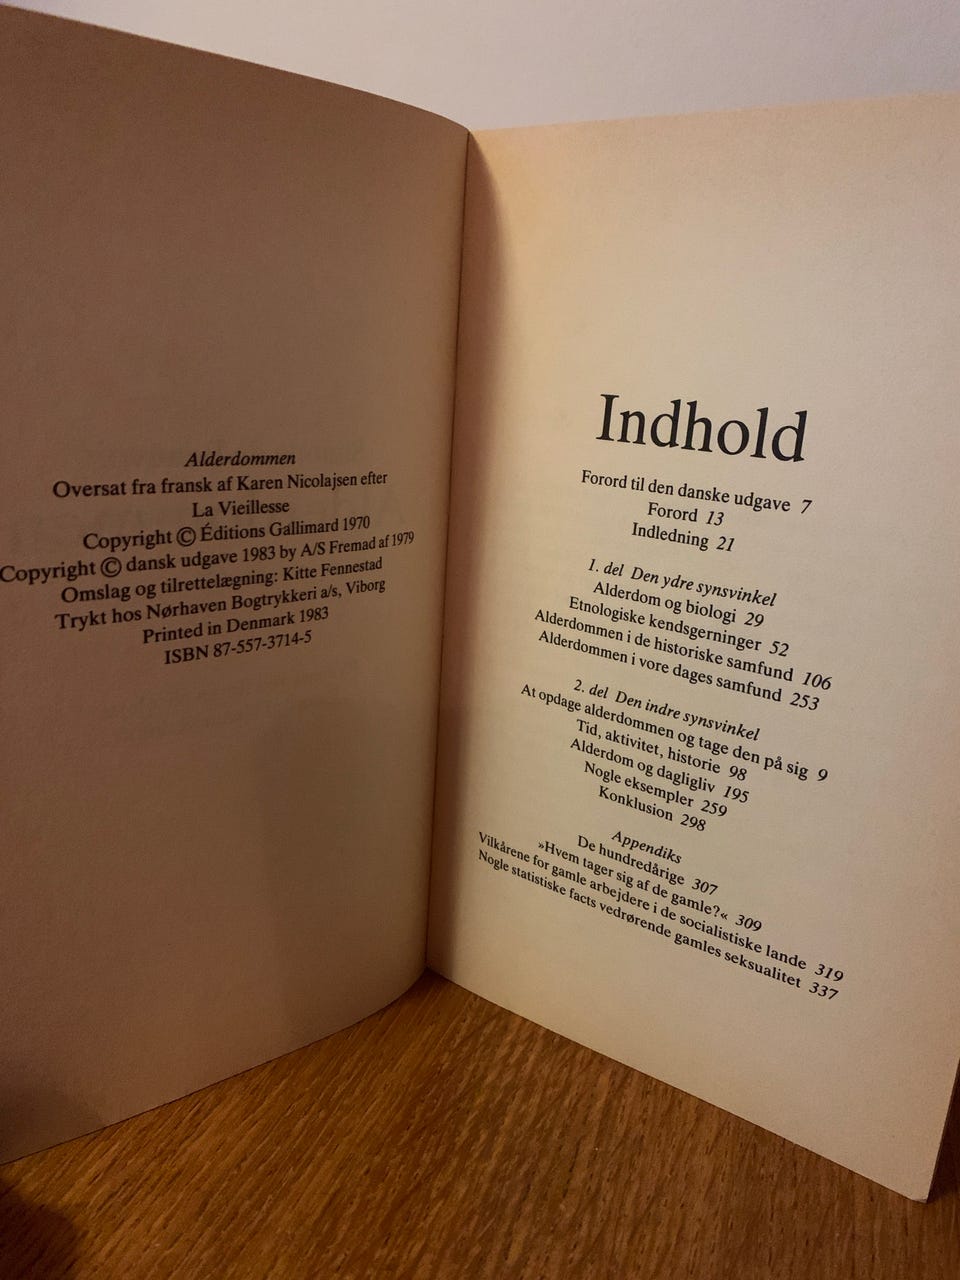 Alderdommen
Oversat fra fransk af Karen Nicolajsen efter
La Vieillesse
Copyright © Éditions Gallimard 1970
Copyright © dansk udgave 1983 by A/S Fremad af 1979
Omslag og tilrettelægning: Kitte Fennestad
Trykt hos Nørhaven Bogtrykkeri a/s, Viborg
Printed in Denmark 1983
ISBN 87-557-3714-5
Indhold
Forord til den danske udgave 7
Forord 13
Indledning 21
1. del Den ydre synsvinkel
Alderdom og biologi 29
Etnologiske kendsgerninger 52
Alderdommen i de historiske samfund 106
Alderdommen i vore dages samfund 253
2. del Den indre synsvinkel
At opdage alderdommen og tage den på sig 9
Tid, aktivitet, historie 98
Alderdom og dagligliv 195
Nogle eksempler 259
Konklusion 298
Appendiks
De hundredårige 307
»Hvem tager sig af de gamle?« 309
Vilkårene for gamle arbejdere i de socialistiske lande 319
Nogle statistiske facts vedrørende gamles seksualitet 337